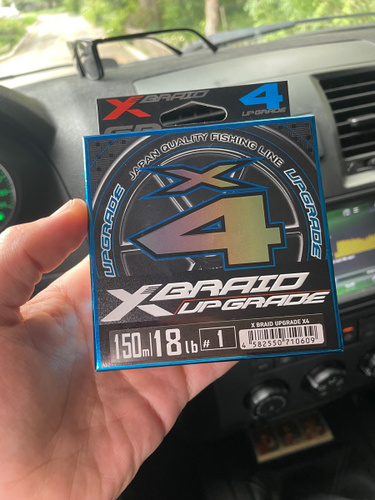 X BRAID
4
UPGRADE
JAPAN QUALITY FISHING LINE
UPGRADE
UPGRADE
X
4
X BRAID
UPGRADE
150m 18lb #1
X BRAID UPGRADE X4
4 582550 710609